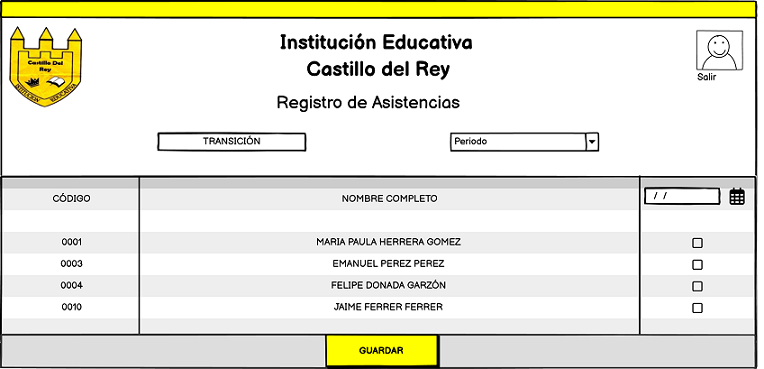 Institución Educativa
Castillo del Rey
Castillo Del
Rey
INSTITUCION EDUCATIVA
Salir
Registro de Asistencias
TRANSICIÓN
Periodo
CÓDIGO NOMBRE COMPLETO / /
0001 MARIA PAULA HERRERA GOMEZ
0003 EMANUEL PEREZ PEREZ
0004 FELIPE DONADA GARZÓN
0010 JAIME FERRER FERRER
GUARDAR